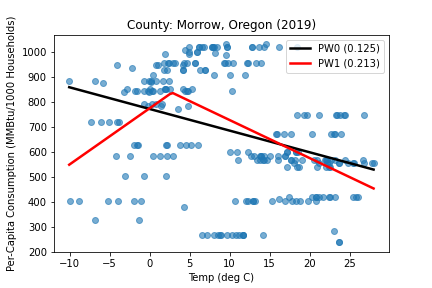 County: Morrow, Oregon (2019)
Per-Capita Consumption (MMBtu/1000 Households)
1000
900
800
700
600
500
400
300
200
PW0 (0.125)
PW1 (0.213)
−10 −5 0 5 10 15 20 25
Temp (deg C)